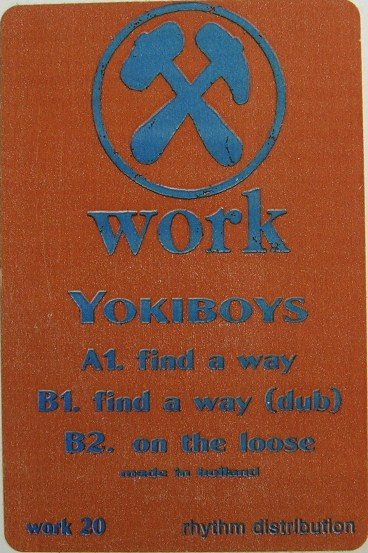 work
YOKIBOYS
A1. find a way
B1. find a way (dub)
B2. on the loose
made in holland
work 20 rhythm distribution